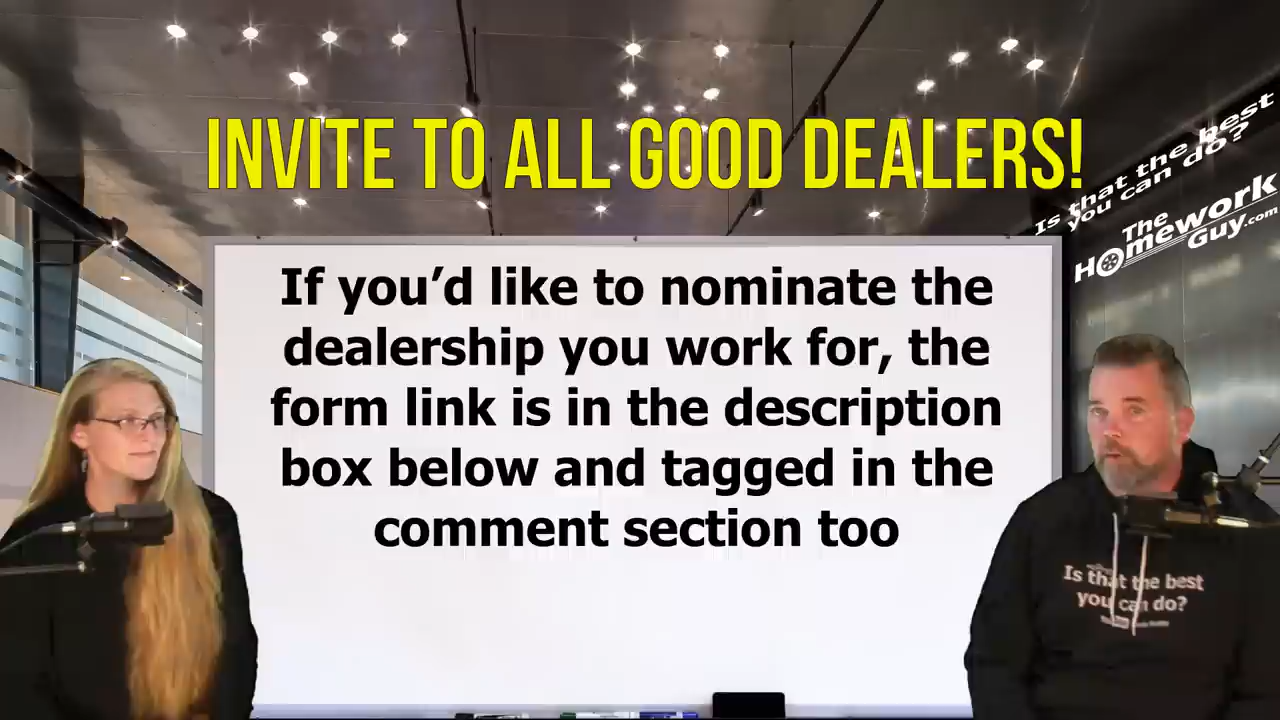 INVITE TO ALL GOOD DEALERS!
Is that the best
you can do?
The
Homework
Guy.com
If you’d like to nominate the
dealership you work for, the
form link is in the description
box below and tagged in the
comment section too
Is that the best
you can do?